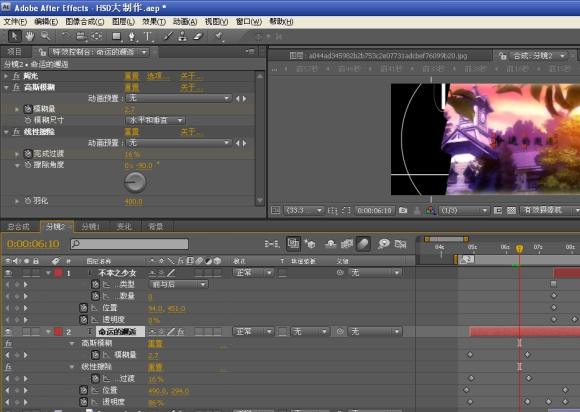 Adobe After Effects - HSD大制作.aep *
文件(F) 编辑(E) 图像合成(C) 图层(L) 效果(T) 动画(A) 视图(V) 窗口(W) 帮助(H)
项目 特效控制台: 命运的邂逅
图层: a044ad345982b2b753c2e07731adcbef76099b20.jpg 合成: 分镜2
分镜2 • 命运的邂逅
fx 高斯模糊 重置 关于...
动画预置: 无
模糊量 2.7
模糊尺寸 水平和垂直
fx 线性擦除 重置 关于...
动画预置: 无
完成过渡 16%
擦除角度 0x -90.0°
羽化 400.0
(33.3... 0:00:06:10 (1/3) 有效摄像机
总合成 分镜2 分镜1 变化 背景
0:00:06:10
04s 05s 06s 07s 08s
图层名称 模式 T 轨道蒙板 父级
1 T 不幸之少女 正常 无
...类型 前与后
...数量 0
位置 94.0, 451.0
透明度 0%
2 T 命运的邂逅 正常 无 无
fx 高斯模糊 重置 ...
模糊量 2.7
fx 线性擦除 重置 ...
...过渡 16%
位置 490.0, 294.0
透明度 86%